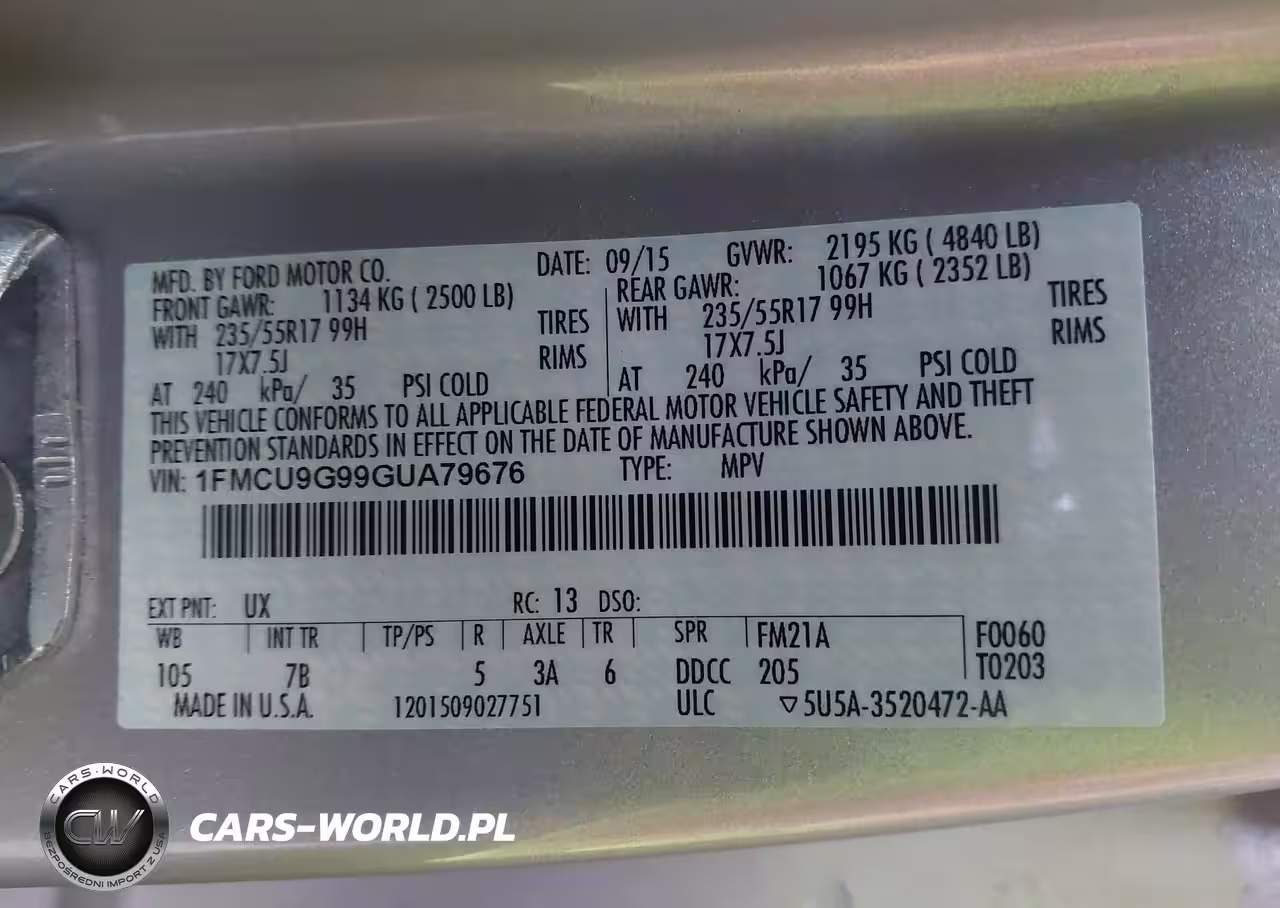 MFD. BY FORD MOTOR CO. DATE: 09/15 GVWR: 2195 KG ( 4840 LB)
FRONT GAWR: 1134 KG ( 2500 LB) REAR GAWR: 1067 KG ( 2352 LB)
WITH 235/55R17 99H TIRES WITH 235/55R17 99H TIRES
17X7.5J RIMS 17X7.5J RIMS
AT 240 kPa/ 35 PSI COLD AT 240 kPa/ 35 PSI COLD
THIS VEHICLE CONFORMS TO ALL APPLICABLE FEDERAL MOTOR VEHICLE SAFETY AND THEFT
PREVENTION STANDARDS IN EFFECT ON THE DATE OF MANUFACTURE SHOWN ABOVE.
VIN: 1FMCU9G99GUA79676 TYPE: MPV
EXT PNT: UX RC: 13 DSO:
WB INT TR TP/PS R AXLE TR SPR FM21A F0060
105 7B 5 3A 6 DDCC 205 T0203
MADE IN U.S.A. 1201509027751 ULC ▽5U5A-3520472-AA
CARS-WORLD
CW
BEZPOŚREDNI IMPORT Z USA
CARS-WORLD.PL